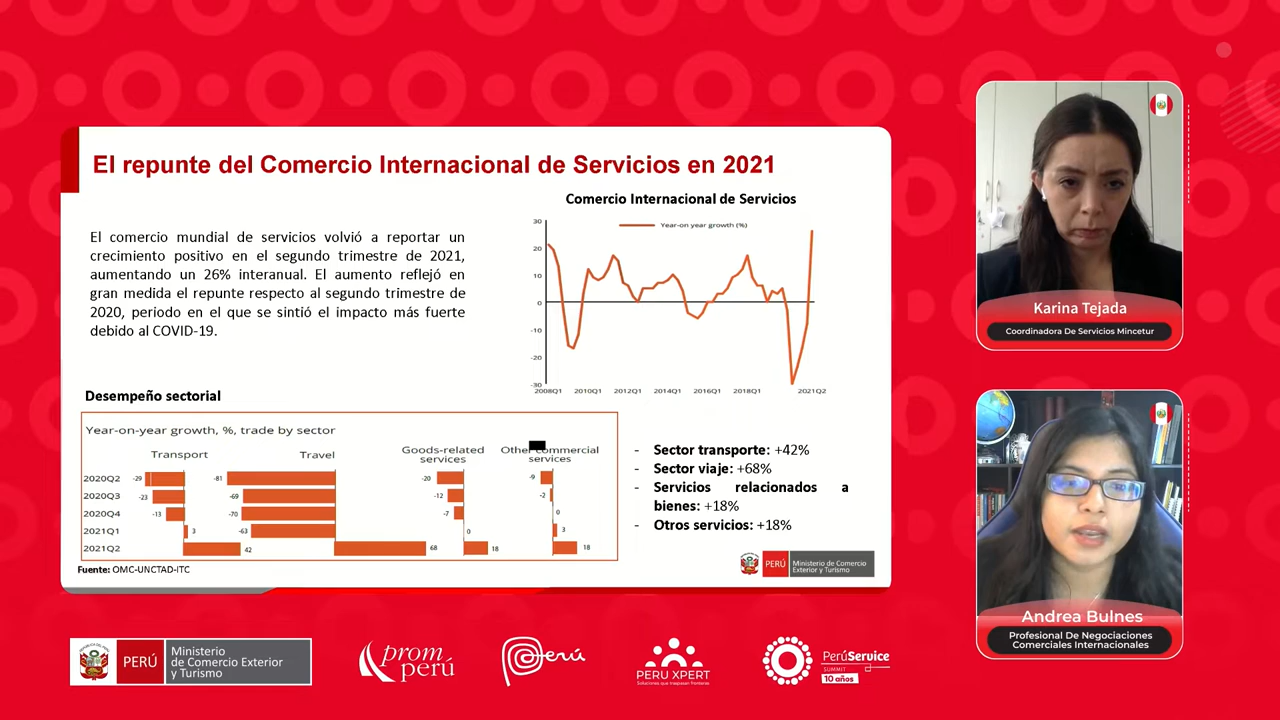 El repunte del Comercio Internacional de Servicios en 2021
El comercio mundial de servicios volvió a reportar un
crecimiento positivo en el segundo trimestre de 2021,
aumentando un 26% interanual. El aumento reflejó en
gran medida el repunte respecto al segundo trimestre de
2020, periodo en el que se sintió el impacto más fuerte
debido al COVID-19.
Comercio Internacional de Servicios
Year-on year growth (%)
30
20
10
0
-10
-20
-30
2008Q1 2010Q1 2012Q1 2014Q1 2016Q1 2018Q1 2021Q2
Desempeño sectorial
Year-on-year growth, %, trade by sector
Transport Travel Goods-related services Other commercial services
2020Q2 -29 -81 -20 -9
2020Q3 -23 -69 -12 -2
2020Q4 -13 -70 -7 0
2021Q1 3 -63 0 3
2021Q2 42 68 18 18
Fuente: OMC-UNCTAD-ITC
- Sector transporte: +42%
- Sector viaje: +68%
- Servicios relacionados a
bienes: +18%
- Otros servicios: +18%
PERÚ Ministerio de Comercio
Exterior y Turismo
Karina Tejada
Coordinadora De Servicios Mincetur
Andrea Bulnes
Profesional De Negociaciones
Comerciales Internacionales
PERÚ
Ministerio
de Comercio Exterior
y Turismo
prom
perú
Perú
PERU XPERT
Soluciones que traspasan fronteras
PerúService
SUMMIT
10 años